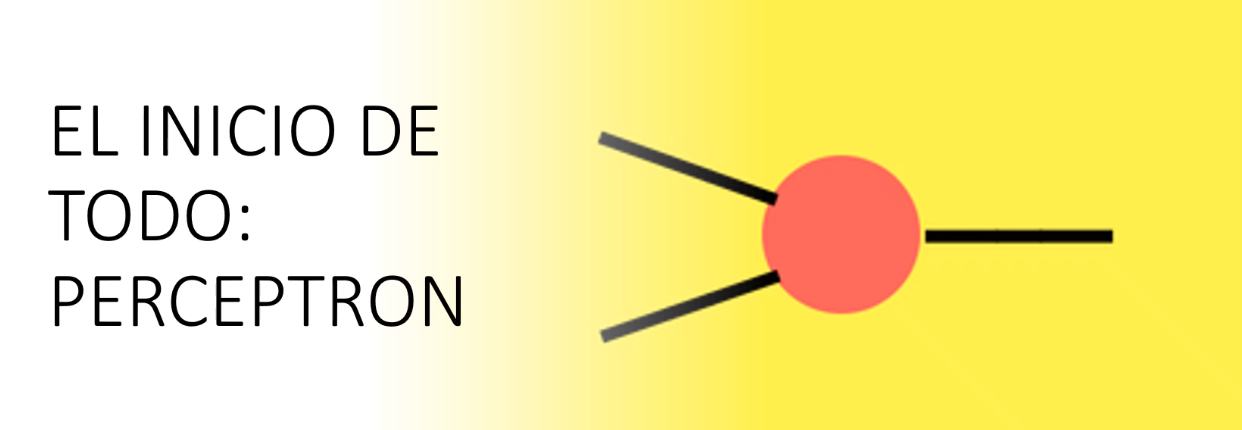 EL INICIO DE
TODO:
PERCEPTRON